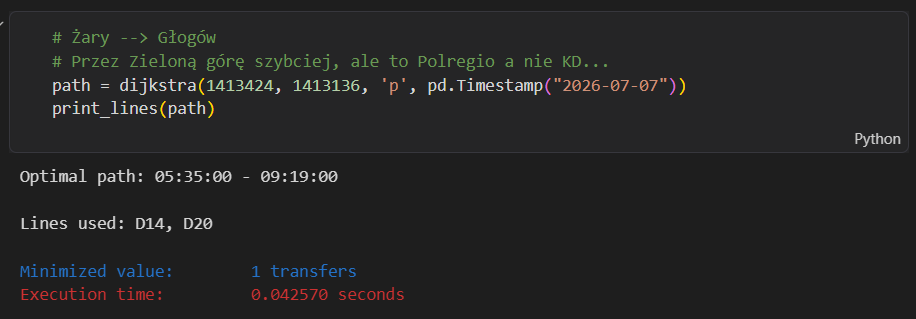 # Żary --> Głogów
# Przez Zieloną górę szybciej, ale to Polregio a nie KD...
path = dijkstra(1413424, 1413136, 'p', pd.Timestamp("2026-07-07"))
print_lines(path)
Python
Optimal path: 05:35:00 - 09:19:00
Lines used: D14, D20
Minimized value: 1 transfers
Execution time: 0.042570 seconds